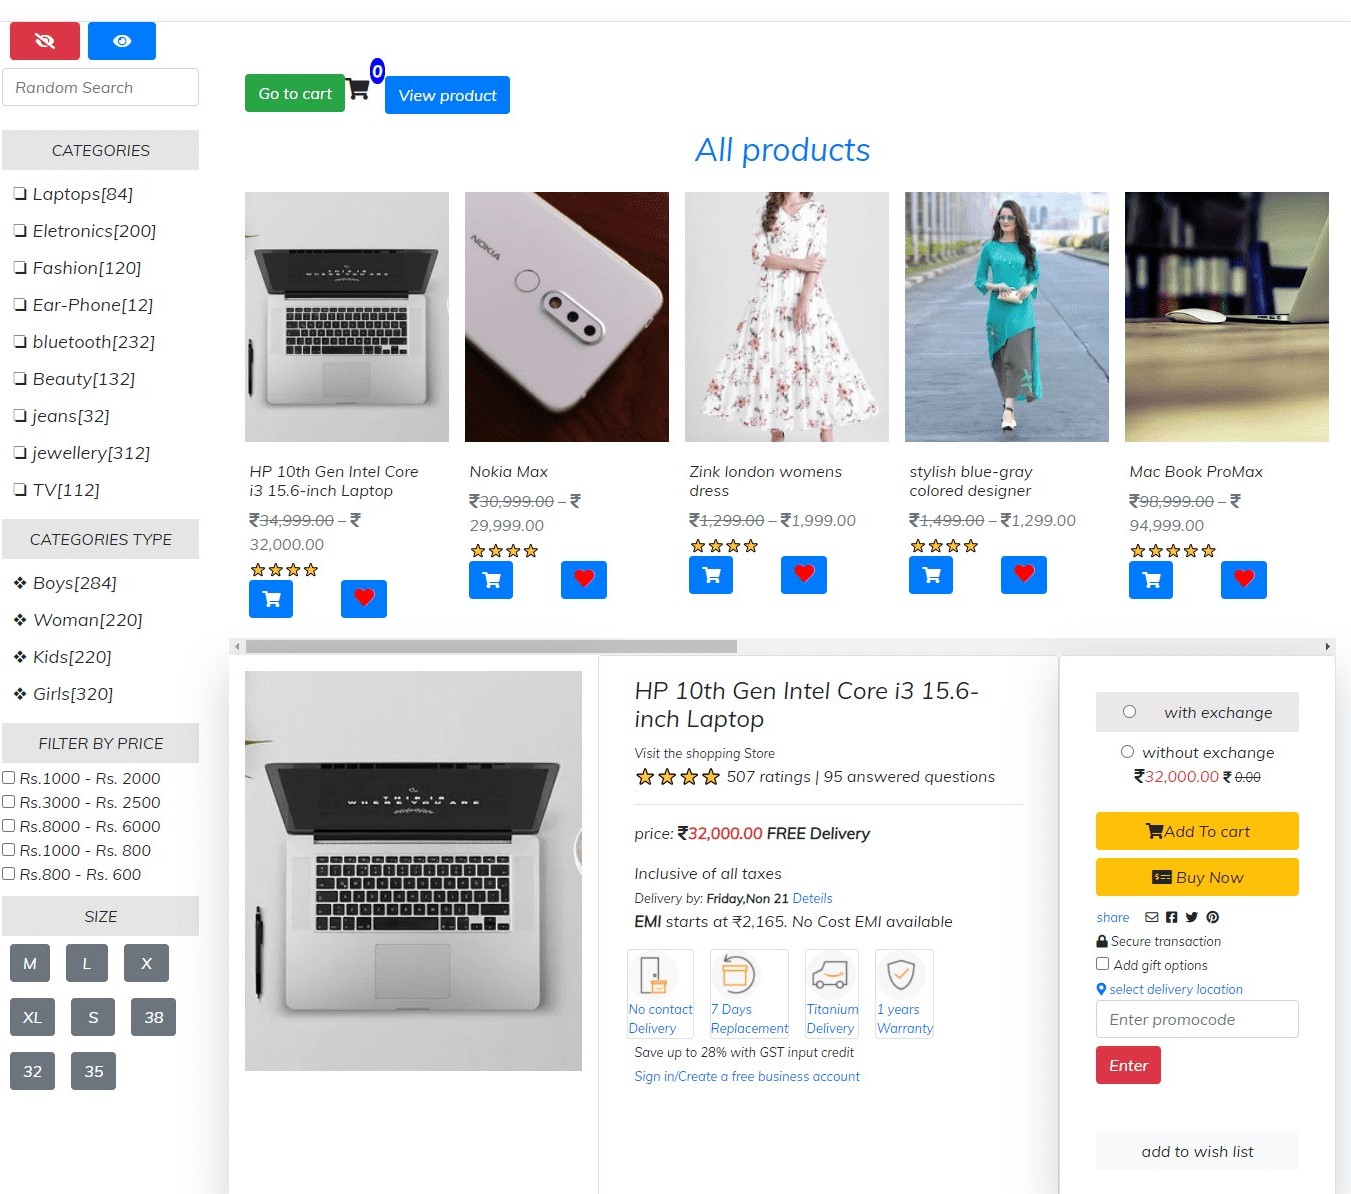 Random Search
CATEGORIES
❏ Laptops[84]
❏ Eletronics[200]
❏ Fashion[120]
❏ Ear-Phone[12]
❏ bluetooth[232]
❏ Beauty[132]
❏ jeans[32]
❏ jewellery[312]
❏ TV[112]
CATEGORIES TYPE
❖ Boys[284]
❖ Woman[220]
❖ Kids[220]
❖ Girls[320]
FILTER BY PRICE
Rs.1000 - Rs. 2000
Rs.3000 - Rs. 2500
Rs.8000 - Rs. 6000
Rs.1000 - Rs. 800
Rs.800 - Rs. 600
SIZE
M L X
XL S 38
32 35
Go to cart 0 View product
All products
THIS IS
WHERE YOU ARE
HP 10th Gen Intel Core
i3 15.6-inch Laptop
₹34,999.00 – ₹
32,000.00
NOKIA
Nokia Max
₹30,999.00 – ₹
29,999.00
Zink london womens
dress
₹1,299.00 – ₹1,999.00
stylish blue-gray
colored designer
₹1,499.00 – ₹1,299.00
Mac Book ProMax
₹98,999.00 – ₹
94,999.00
THIS IS
WHERE YOU ARE
HP 10th Gen Intel Core i3 15.6-
inch Laptop
Visit the shopping Store
507 ratings | 95 answered questions
price: ₹32,000.00 FREE Delivery
Inclusive of all taxes
Delivery by: Friday,Non 21 Deteils
EMI starts at ₹2,165. No Cost EMI available
No contact
Delivery
7 Days
Replacement
Titanium
Delivery
1 years
Warranty
Save up to 28% with GST input credit
Sign in/Create a free business account
with exchange
without exchange
₹32,000.00 ₹ 0.00
Add To cart
Buy Now
share
Secure transaction
Add gift options
select delivery location
Enter promocode
Enter
add to wish list